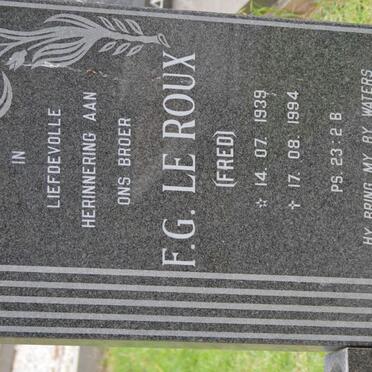 IN
LIEFDEVOLLE
HERINNERING AAN
ONS BROER
F.G. LE ROUX
(FRED)
☆ 14. 07. 1939
✝ 17. 08. 1994
PS. 23 : 2 B
HY BRING MY BY WATERS